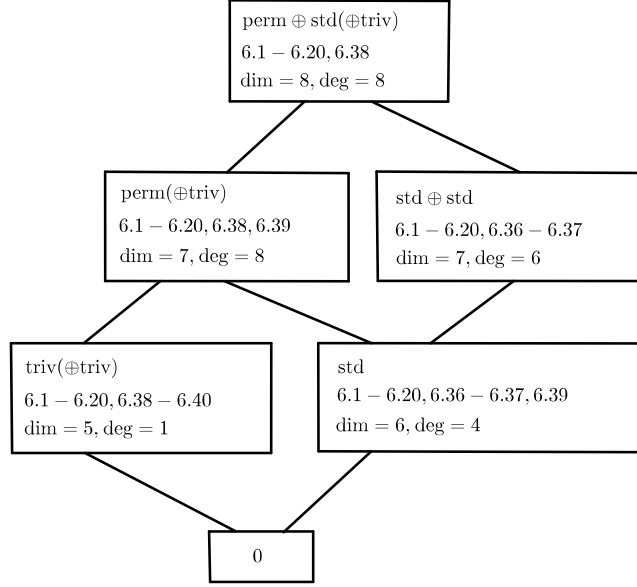 perm ⊕ std(⊕triv)
6.1 − 6.20, 6.38
dim = 8, deg = 8
perm(⊕triv)
6.1 − 6.20, 6.38, 6.39
dim = 7, deg = 8
std ⊕ std
6.1 − 6.20, 6.36 − 6.37
dim = 7, deg = 6
triv(⊕triv)
6.1 − 6.20, 6.38 − 6.40
dim = 5, deg = 1
std
6.1 − 6.20, 6.36 − 6.37, 6.39
dim = 6, deg = 4
0